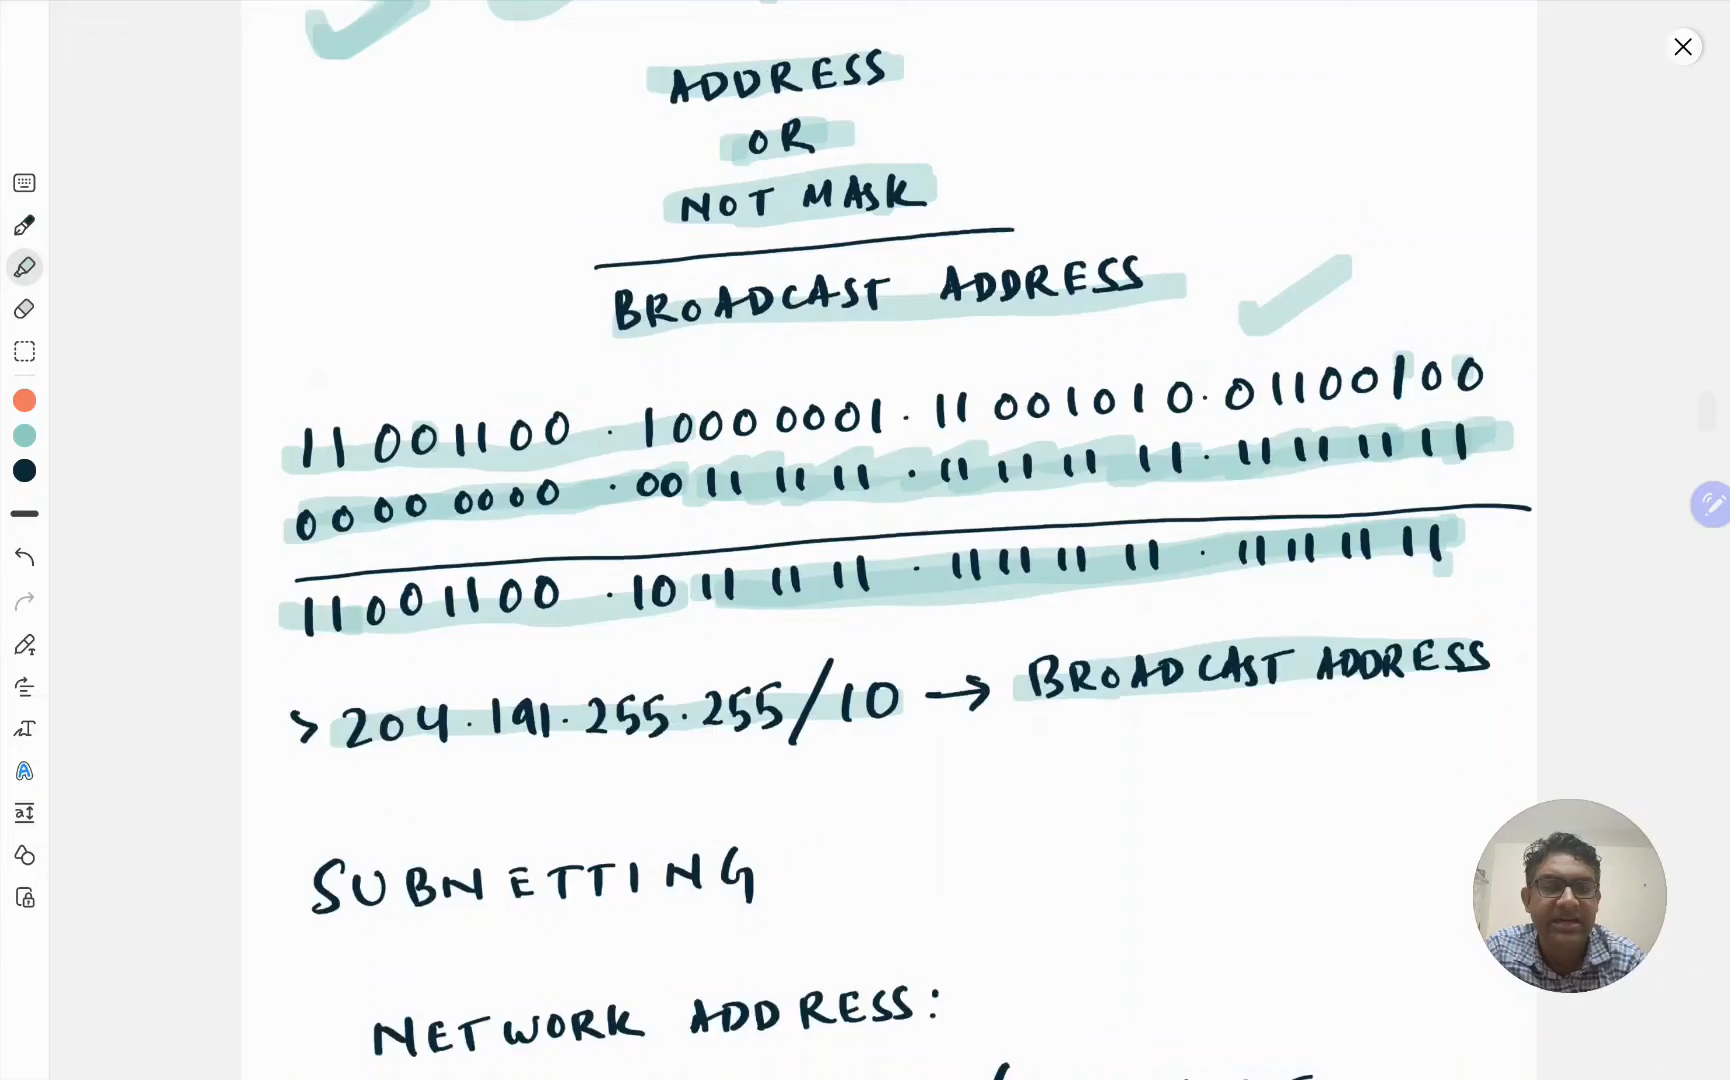 ADDRESS
OR
NOT MASK
BROADCAST ADDRESS
11001100 . 10000001 . 11001010 . 01100100
00000000 . 00111111 . 11111111 . 11111111
11001100 . 10111111 . 11111111 . 11111111
> 204.191.255.255/10 → BROADCAST ADDRESS
SUBNETTING
NETWORK ADDRESS: